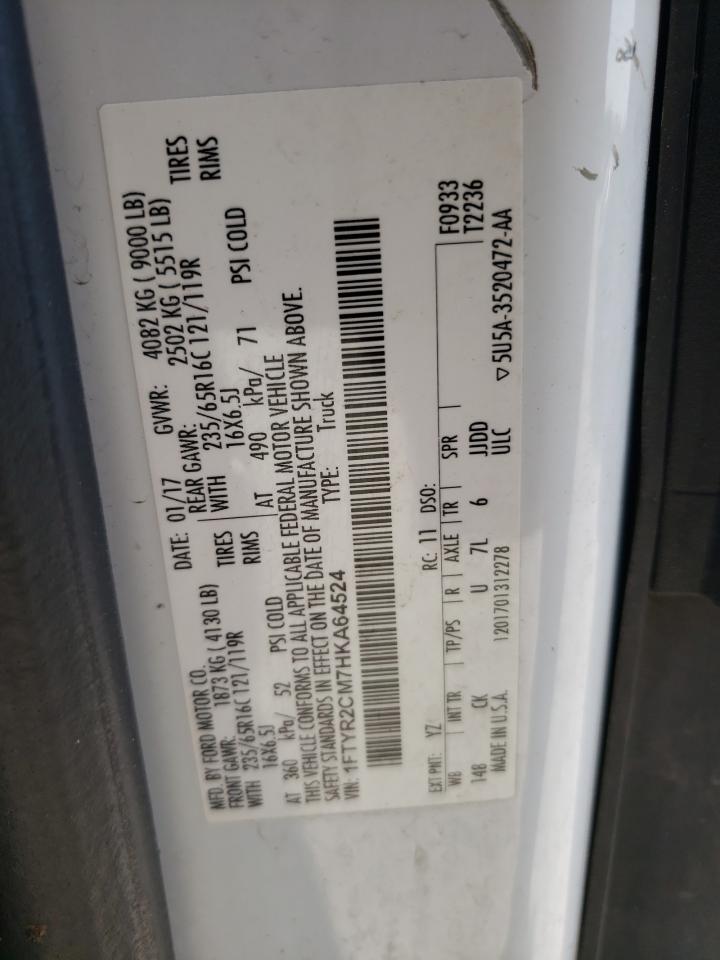 MFD. BY FORD MOTOR CO. DATE: 01/17 GVWR: 4082 KG ( 9000 LB)
FRONT GAWR: 1873 KG ( 4130 LB) REAR GAWR: 2502 KG ( 5515 LB)
WITH 235/65R16C 121/119R TIRES WITH 235/65R16C 121/119R TIRES
16X6.5J RIMS 16X6.5J RIMS
AT 360 kPa/ 52 PSI COLD AT 490 kPa/ 71 PSI COLD
THIS VEHICLE CONFORMS TO ALL APPLICABLE FEDERAL MOTOR VEHICLE
SAFETY STANDARDS IN EFFECT ON THE DATE OF MANUFACTURE SHOWN ABOVE.
VIN: 1FTYR2CM7HKA64524 TYPE: Truck
F0933
T2236
EXT PNT: YZ RC: 11 DSO:
WB INT TR TP/PS R AXLE TR SPR
148 CK U 7L 6 JJDD
ULC
MADE IN U.S.A. 1201701312278 ▽5U5A-3520472-AA